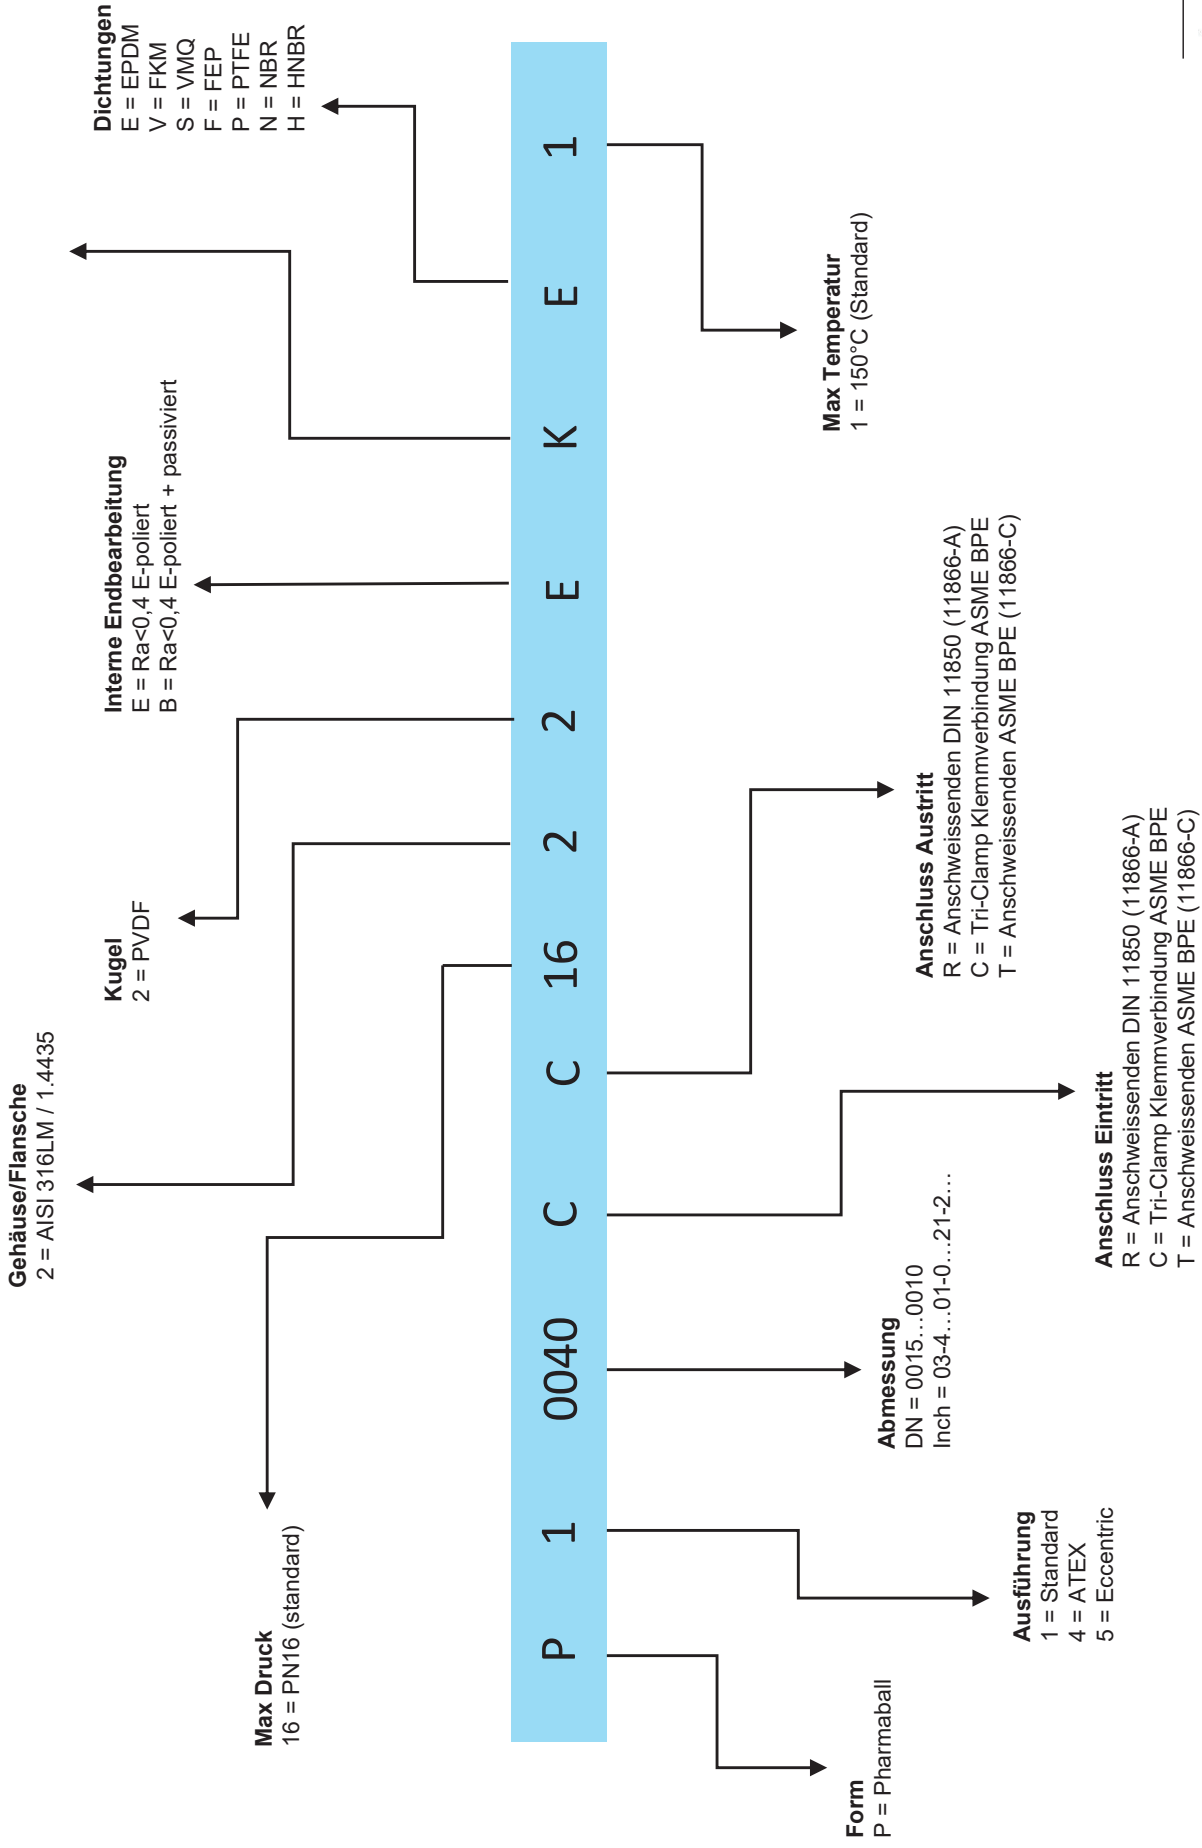 Gehäuse/Flansche
2 = AISI 316LM / 1.4435
Kugel
2 = PVDF
Interne Endbearbeitung
E = Ra<0,4 E-poliert
B = Ra<0,4 E-poliert + passiviert
Dichtungen
E = EPDM
V = FKM
S = VMQ
F = FEP
P = PTFE
N = NBR
H = HNBR
Max Druck
16 = PN16 (standard)
P 1 0040 C C 16 2 2 E K E 1
Form
P = Pharmaball
Ausführung
1 = Standard
4 = ATEX
5 = Eccentric
Abmessung
DN = 0015…0010
Inch = 03-4…01-0…21-2…
Anschluss Eintritt
R = Anschweissenden DIN 11850 (11866-A)
C = Tri-Clamp Klemmverbindung ASME BPE
T = Anschweissenden ASME BPE (11866-C)
Anschluss Austritt
R = Anschweissenden DIN 11850 (11866-A)
C = Tri-Clamp Klemmverbindung ASME BPE
T = Anschweissenden ASME BPE (11866-C)
Max Temperatur
1 = 150°C (Standard)